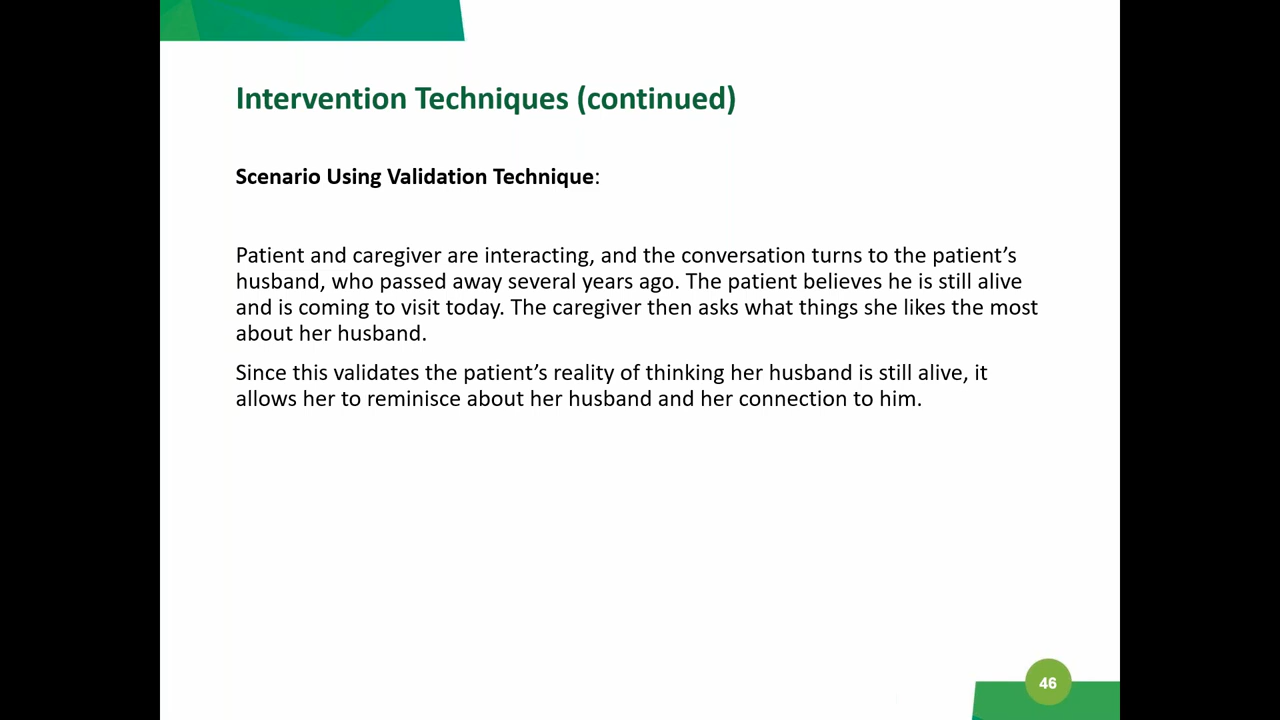 Intervention Techniques (continued)
Scenario Using Validation Technique:
Patient and caregiver are interacting, and the conversation turns to the patient’s
husband, who passed away several years ago. The patient believes he is still alive
and is coming to visit today. The caregiver then asks what things she likes the most
about her husband.
Since this validates the patient’s reality of thinking her husband is still alive, it
allows her to reminisce about her husband and her connection to him.
46